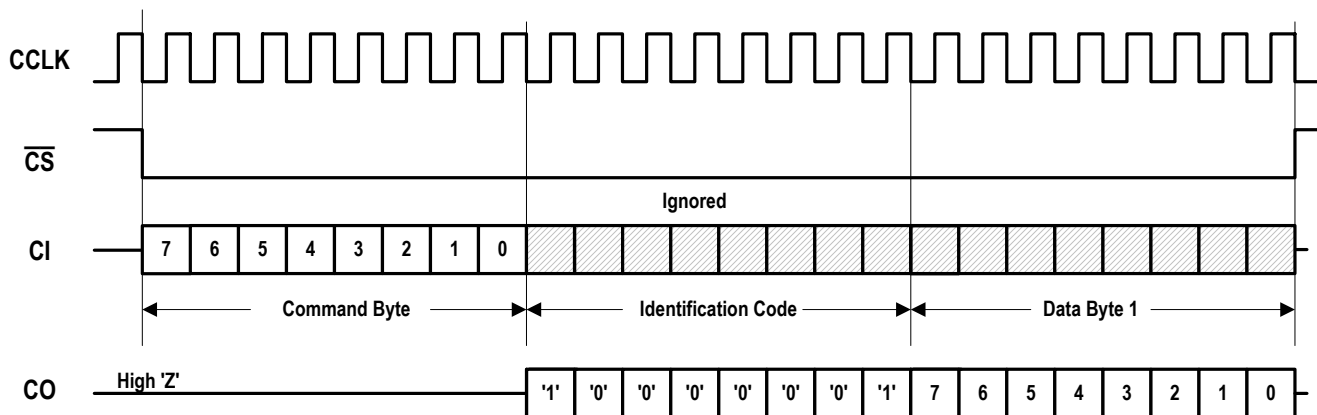 CCLK
CS
Ignored
CI 7 6 5 4 3 2 1 0
Command Byte Identification Code Data Byte 1
High 'Z'
CO '1' '0' '0' '0' '0' '0' '0' '1' 7 6 5 4 3 2 1 0